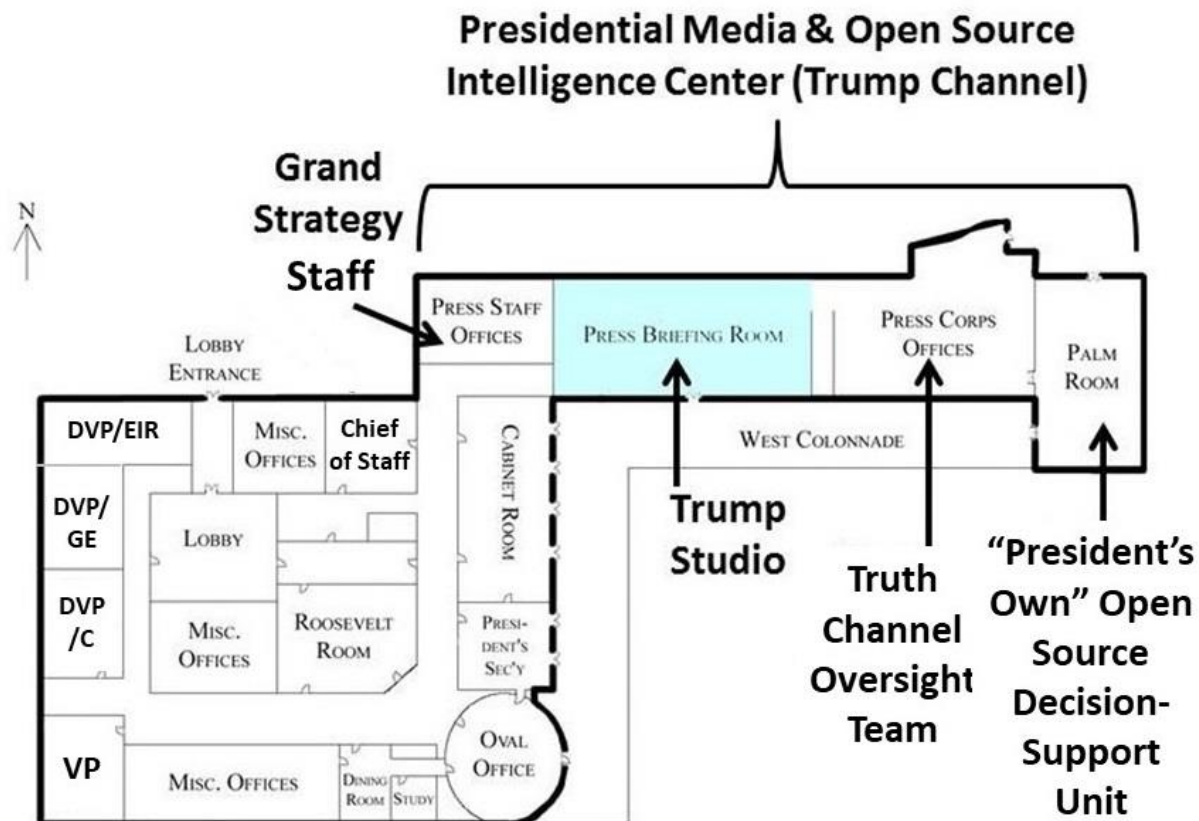 Presidential Media & Open Source
Intelligence Center (Trump Channel)
Grand
Strategy
Staff
N
PRESS STAFF
OFFICES
PRESS BRIEFING ROOM
PRESS CORPS
OFFICES
PALM
ROOM
LOBBY
ENTRANCE
DVP/EIR
MISC.
OFFICES
Chief
of Staff
CABINET ROOM
WEST COLONNADE
DVP/
GE
LOBBY
Trump
Studio
Truth
Channel
Oversight
Team
“President’s
Own” Open
Source
Decision-
Support
Unit
DVP
/C
MISC.
OFFICES
ROOSEVELT
ROOM
PRESI-
DENT'S
SEC'Y
VP
MISC. OFFICES
DINING
ROOM
STUDY
OVAL
OFFICE